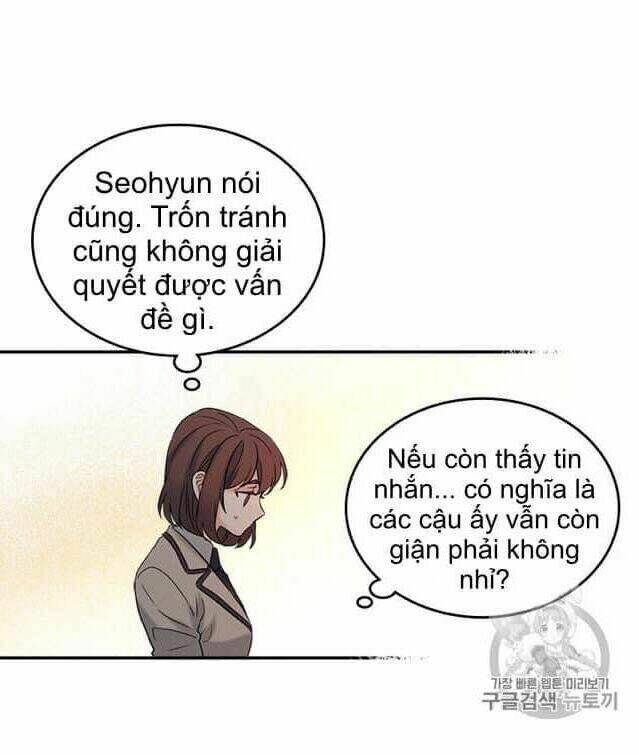 Seohyun nói
đúng. Trốn tránh
cũng không giải
quyết được vấn
đề gì.
Nếu còn thấy tin
nhắn... có nghĩa là
các cậu ấy vẫn còn
giận phải không
nhỉ?
가장 빠른 웹툰 미리보기
구글검색 뉴토끼